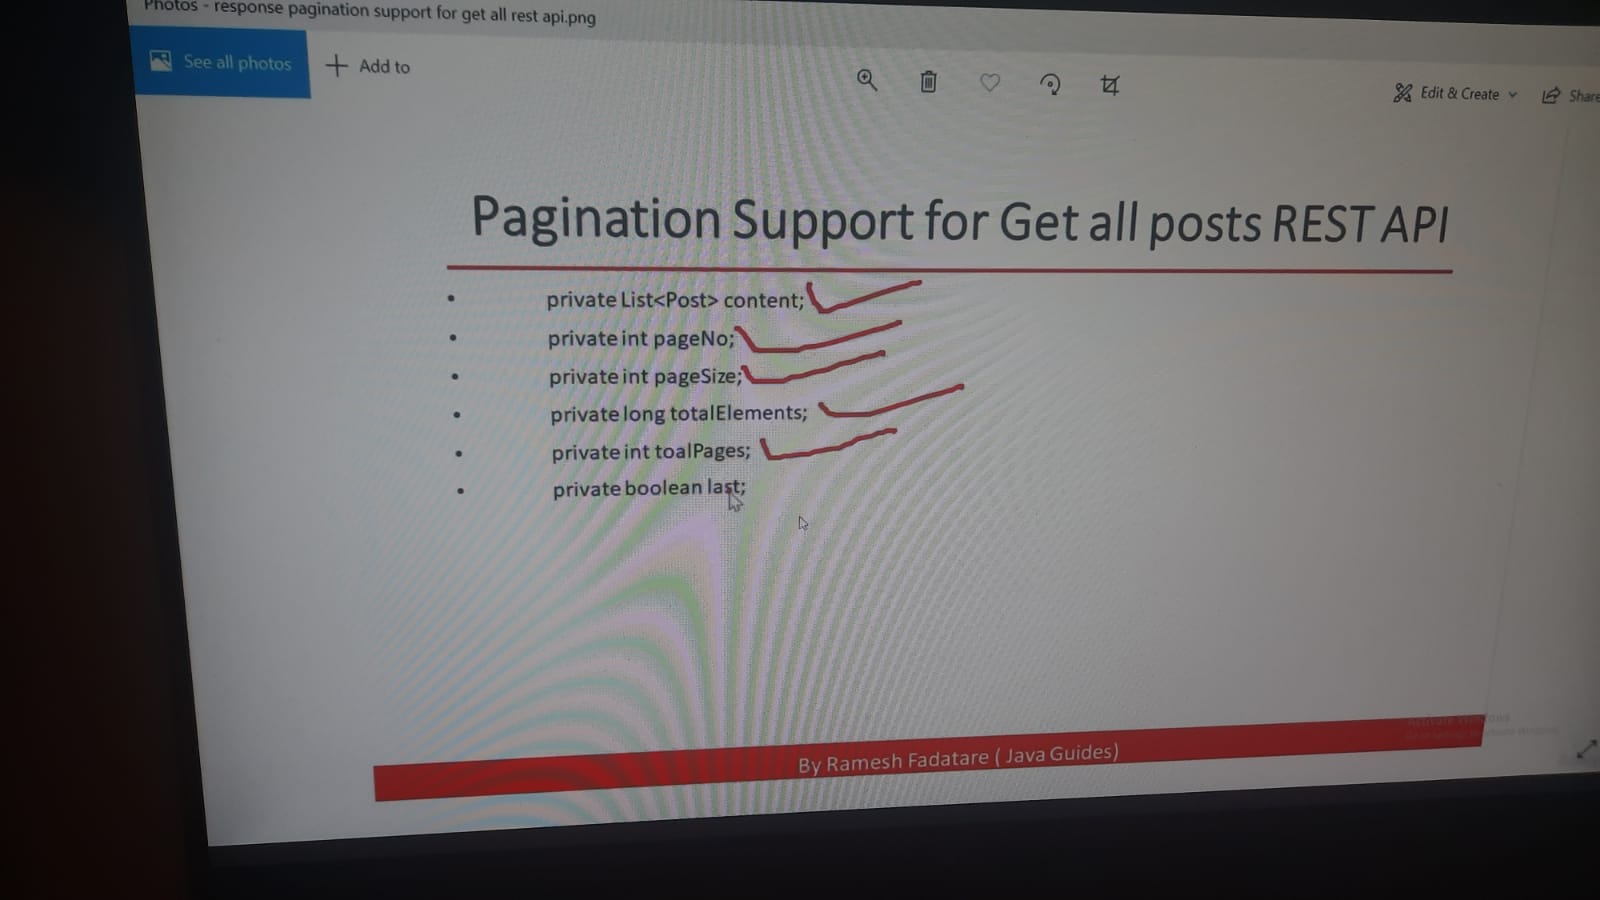 Photos - response pagination support for get all rest api.png
See all photos
Add to
Edit & Create
Share
Pagination Support for Get all posts REST API
• private List<Post> content;
• private int pageNo;
• private int pageSize;
• private long totalElements;
• private int toalPages;
• private boolean last;
Activate Windows
By Ramesh Fadatare ( Java Guides)